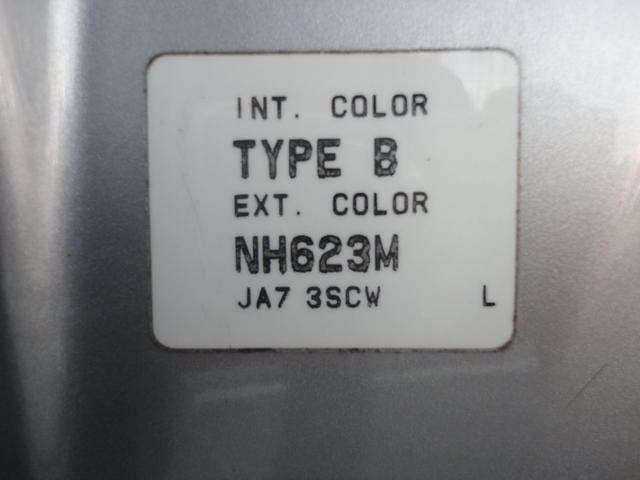 INT. COLOR
TYPE B
EXT. COLOR
NH623M
JA7 3SCW L